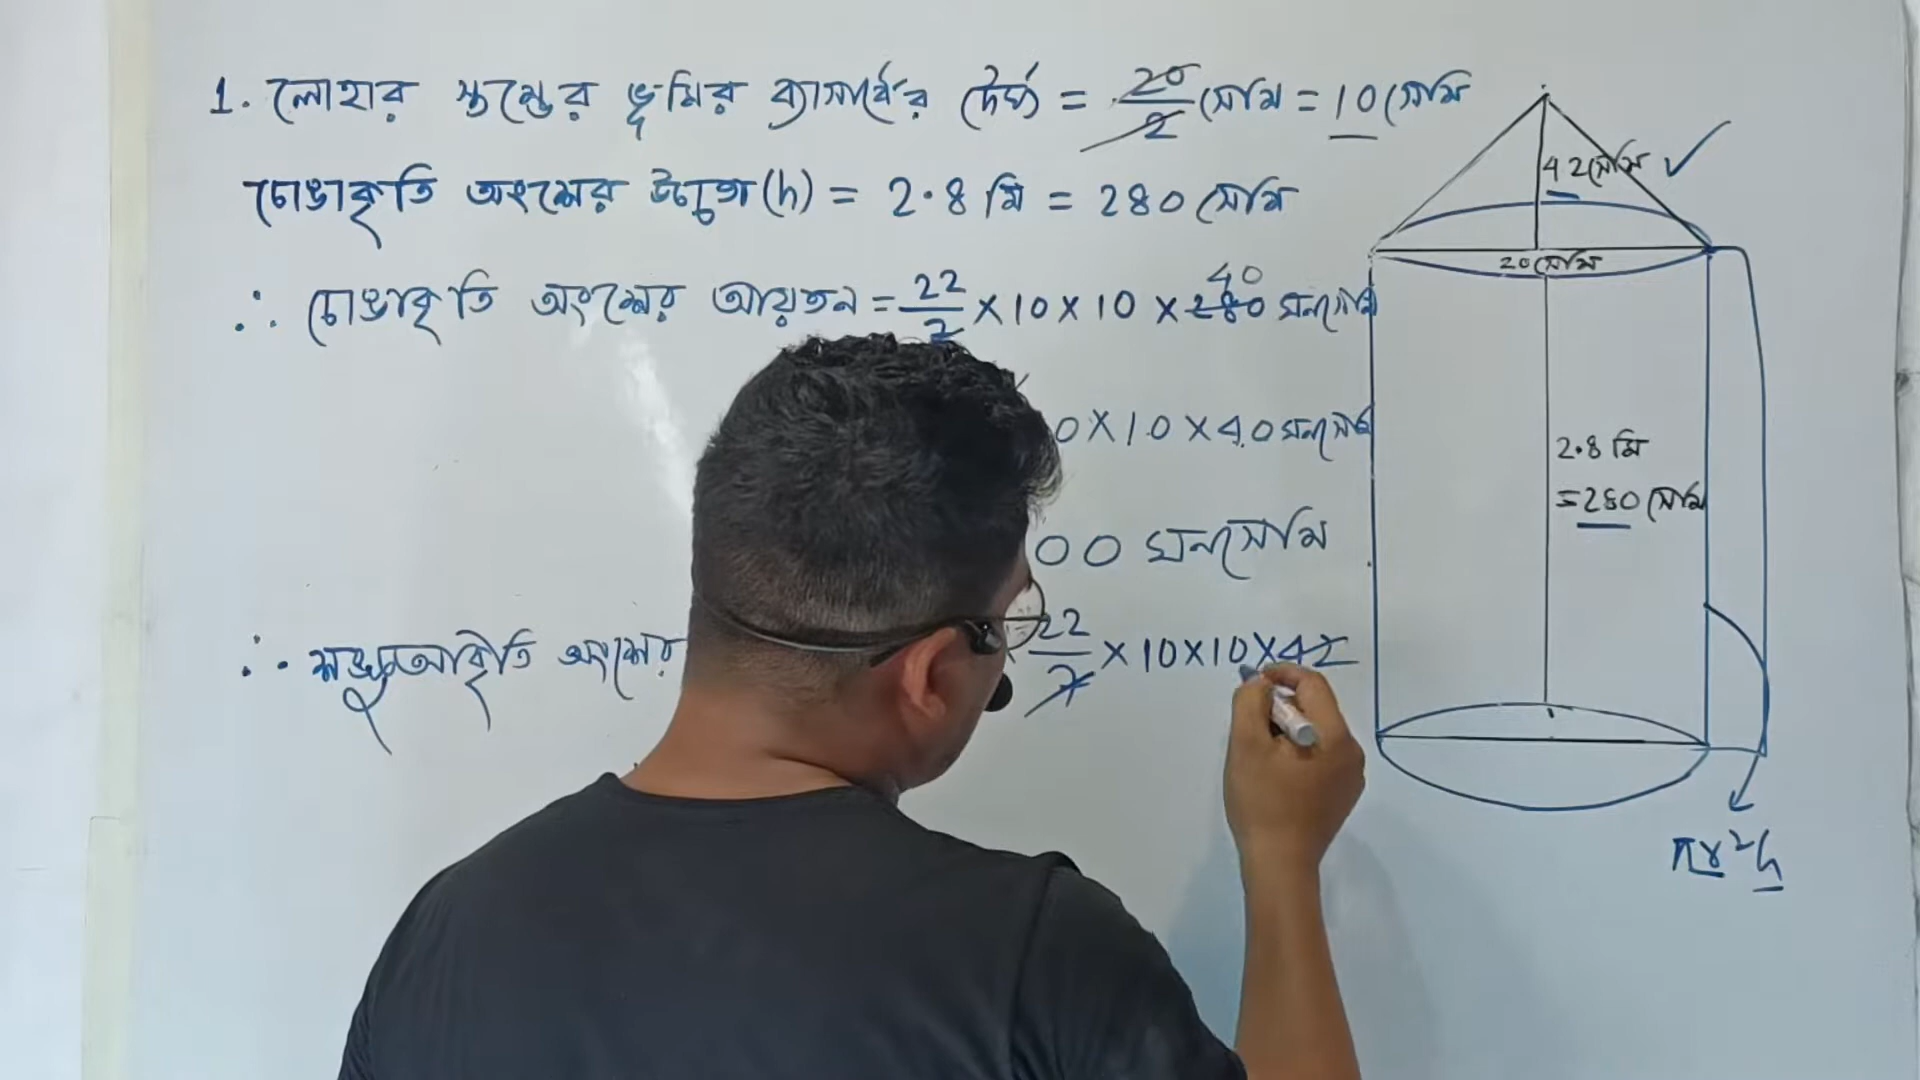 1. লোহার স্তম্ভের ভূমির ব্যাসার্ধের দৈর্ঘ্য = 20/2 সেমি = 10 সেমি
চোঙাকৃতি অংশের উচ্চতা (h) = 2.8 মি = 280 সেমি
∴ চোঙাকৃতি অংশের আয়তন = 22/7 × 10 × 10 × 280 ঘনসেমি
40
0 × 10 × 40 ঘনসেমি
00 ঘনসেমি
∴ শঙ্কুআকৃতি অংশের 22/7 × 10 × 10 × 42
42 সেমি ✓
20 সেমি
2.8 মি
= 280 সেমি
πr²h